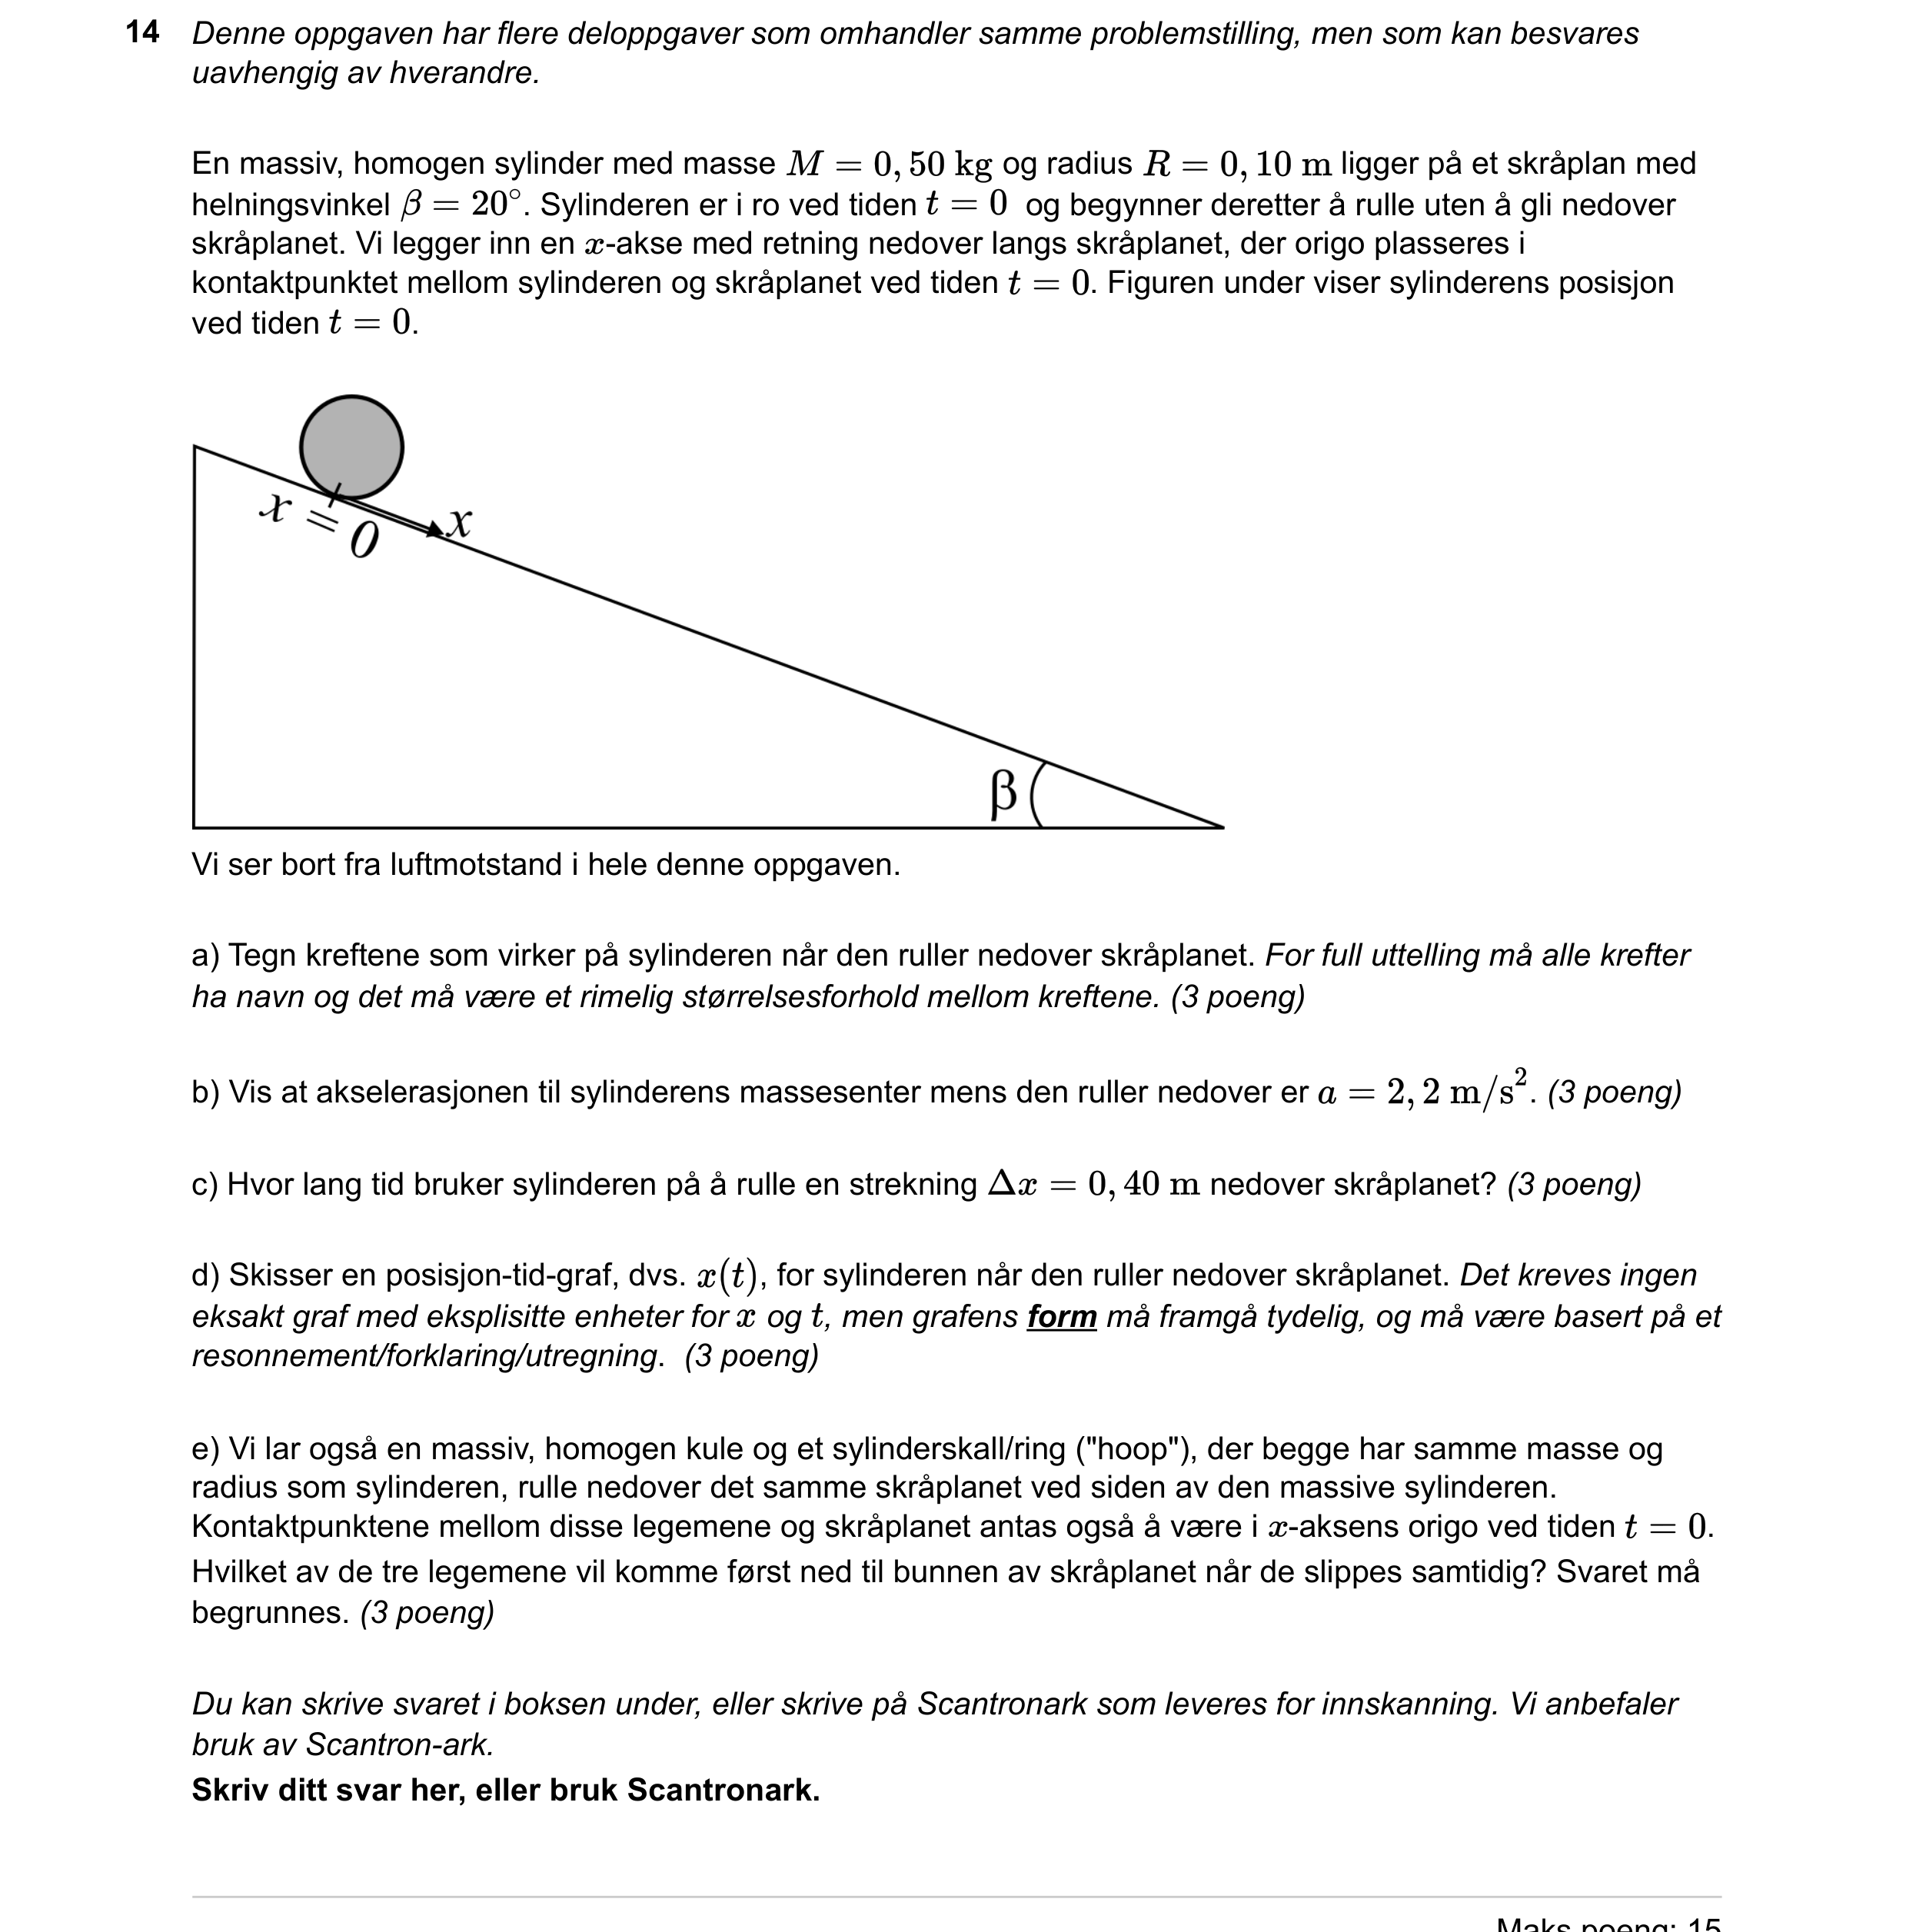 14 Denne oppgaven har flere deloppgaver som omhandler samme problemstilling, men som kan besvares
uavhengig av hverandre.
En massiv, homogen sylinder med masse M = 0, 50 kg og radius R = 0, 10 m ligger på et skråplan med
helningsvinkel β = 20°. Sylinderen er i ro ved tiden t = 0 og begynner deretter å rulle uten å gli nedover
skråplanet. Vi legger inn en x-akse med retning nedover langs skråplanet, der origo plasseres i
kontaktpunktet mellom sylinderen og skråplanet ved tiden t = 0. Figuren under viser sylinderens posisjon
ved tiden t = 0.
x = 0
x
β
Vi ser bort fra luftmotstand i hele denne oppgaven.
a) Tegn kreftene som virker på sylinderen når den ruller nedover skråplanet. For full uttelling må alle krefter
ha navn og det må være et rimelig størrelsesforhold mellom kreftene. (3 poeng)
b) Vis at akselerasjonen til sylinderens massesenter mens den ruller nedover er a = 2, 2 m/s². (3 poeng)
c) Hvor lang tid bruker sylinderen på å rulle en strekning Δx = 0, 40 m nedover skråplanet? (3 poeng)
d) Skisser en posisjon-tid-graf, dvs. x(t), for sylinderen når den ruller nedover skråplanet. Det kreves ingen
eksakt graf med eksplisitte enheter for x og t, men grafens form må framgå tydelig, og må være basert på et
resonnement/forklaring/utregning. (3 poeng)
e) Vi lar også en massiv, homogen kule og et sylinderskall/ring ("hoop"), der begge har samme masse og
radius som sylinderen, rulle nedover det samme skråplanet ved siden av den massive sylinderen.
Kontaktpunktene mellom disse legemene og skråplanet antas også å være i x-aksens origo ved tiden t = 0.
Hvilket av de tre legemene vil komme først ned til bunnen av skråplanet når de slippes samtidig? Svaret må
begrunnes. (3 poeng)
Du kan skrive svaret i boksen under, eller skrive på Scantronark som leveres for innskanning. Vi anbefaler
bruk av Scantron-ark.
Skriv ditt svar her, eller bruk Scantronark.
Maks poeng: 15